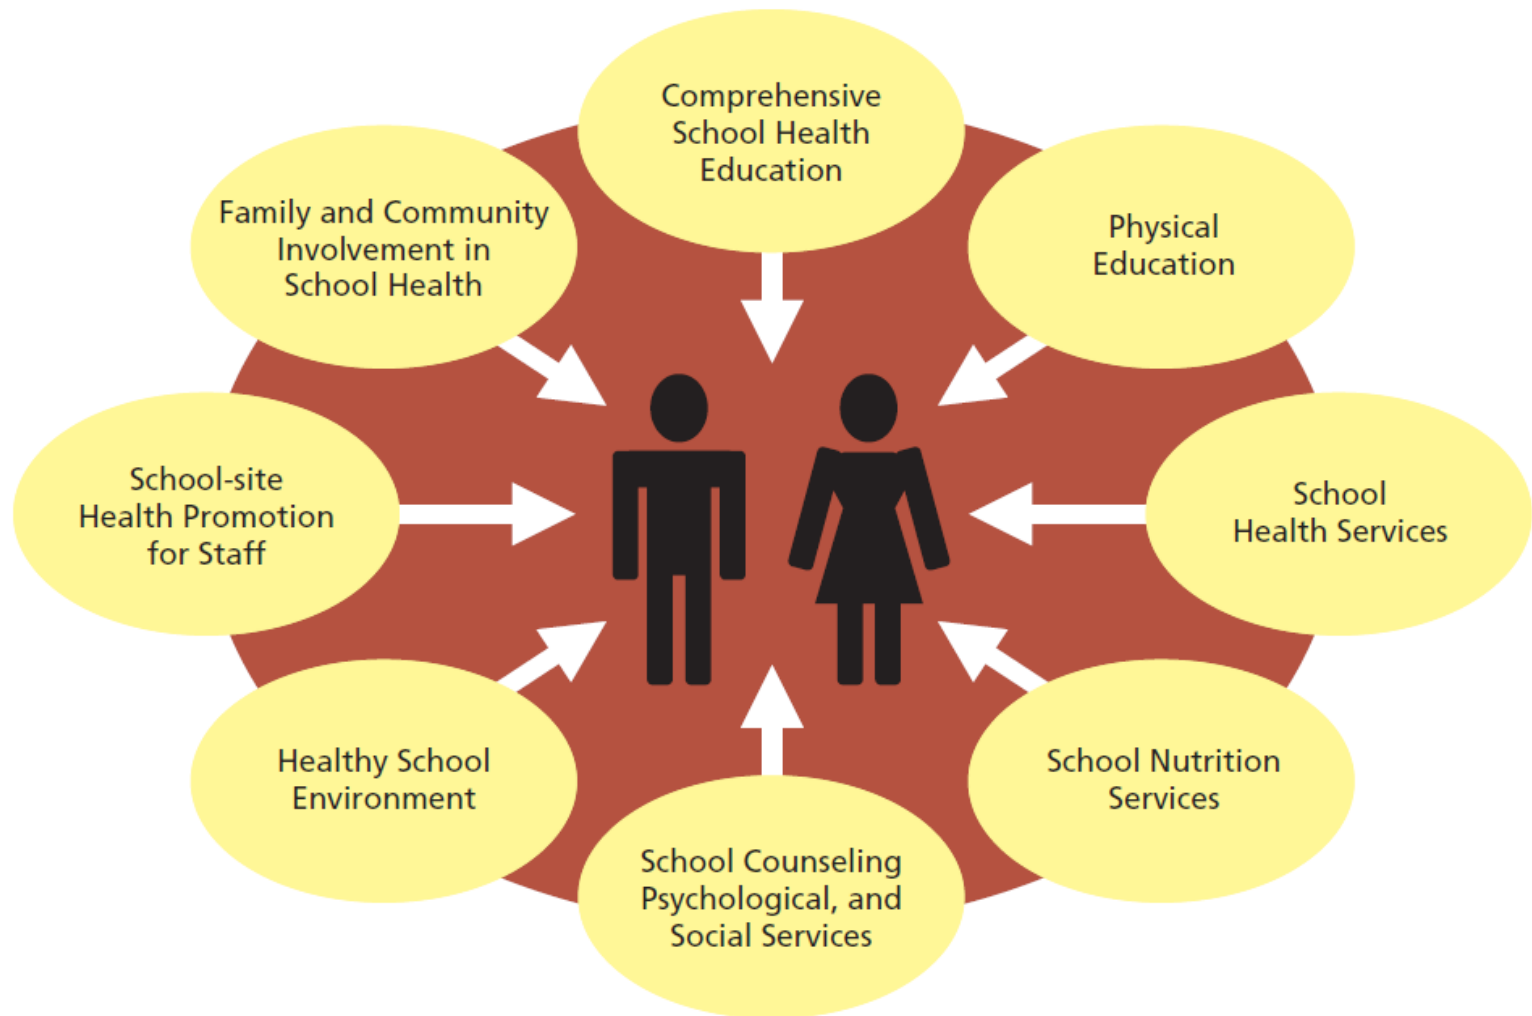 Comprehensive
School Health
Education
Physical
Education
School
Health Services
School Nutrition
Services
School Counseling
Psychological, and
Social Services
Healthy School
Environment
School-site
Health Promotion
for Staff
Family and Community
Involvement in
School Health